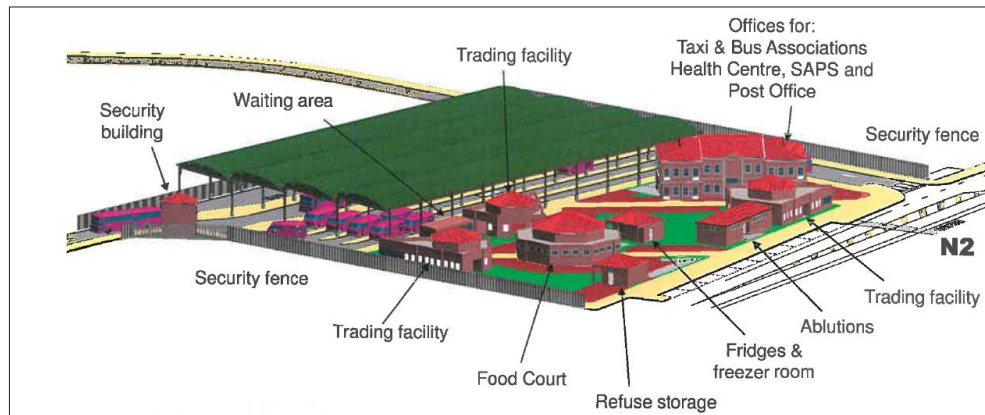 Offices for:
Taxi & Bus Associations
Health Centre, SAPS and
Post Office
Trading facility
Waiting area
Security
building
Security fence
N2
Security fence
Trading facility
Trading facility
Ablutions
Fridges &
freezer room
Food Court
Refuse storage